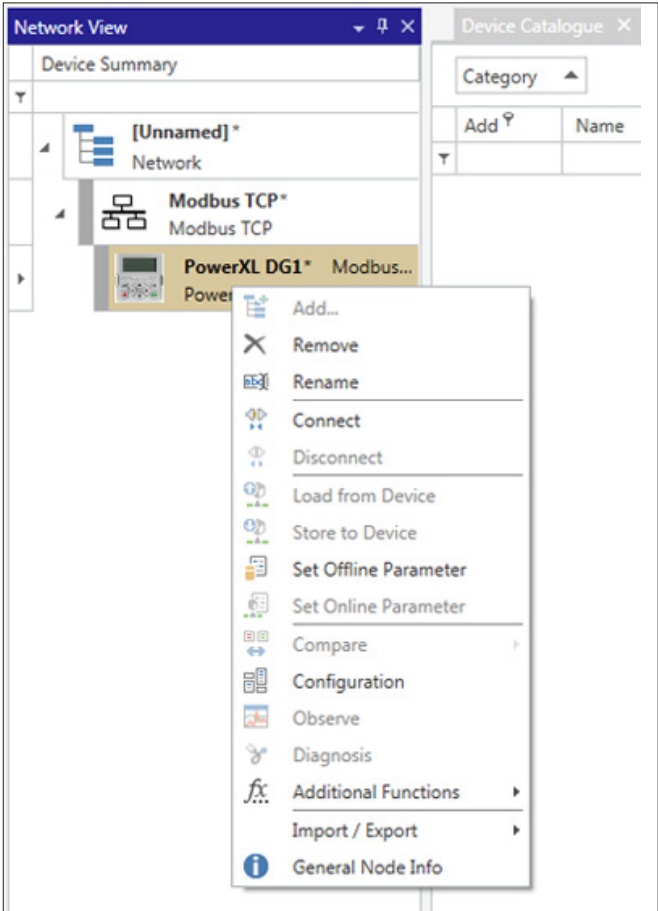 Network View
Device Catalogue
Device Summary
Category
Add
Name
[Unnamed] *
Network
Modbus TCP*
Modbus TCP
PowerXL DG1* Modbus...
Power
Add...
Remove
Rename
Connect
Disconnect
Load from Device
Store to Device
Set Offline Parameter
Set Online Parameter
Compare
Configuration
Observe
Diagnosis
fx... Additional Functions
Import / Export
General Node Info